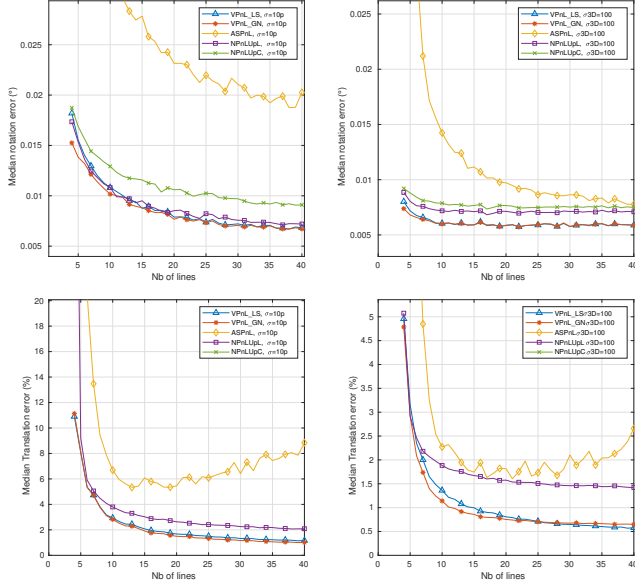 0.025
0.02
0.015
0.01
0.005
Median rotation error (°)
5 10 15 20 25 30 35 40
Nb of lines
VPnL_LS, σ=10p
VPnL_GN, σ=10p
ASPnL, σ=10p
NPnLUpL, σ=10p
NPnLUpC, σ=10p
0.025
0.02
0.015
0.01
0.005
Median rotation error (°)
5 10 15 20 25 30 35 40
Nb of lines
VPnL_LS σ3D=100
VPnL_GN σ3D=100
ASPnL, σ3D=100
NPnLUpL, σ3D=100
NPnLUpC, σ3D=100
20
18
16
14
12
10
8
6
4
2
0
Median Translation error (%)
0 5 10 15 20 25 30 35 40
Nb of lines
VPnL_LS, σ=10p
VPnL_GN, σ=10p
ASPnL, σ=10p
NPnLUpL, σ=10p
NPnLUpC, σ=10p
5
4.5
4
3.5
3
2.5
2
1.5
1
0.5
0
Median Translation Error (%)
0 5 10 15 20 25 30 35 40
Nb of lines
VPnL_LSσ3D=100
VPnL_GNσ3D=100
ASPnLσ3D=100
NPnLUpL σ3D=100
NPnLUpC σ3D=100